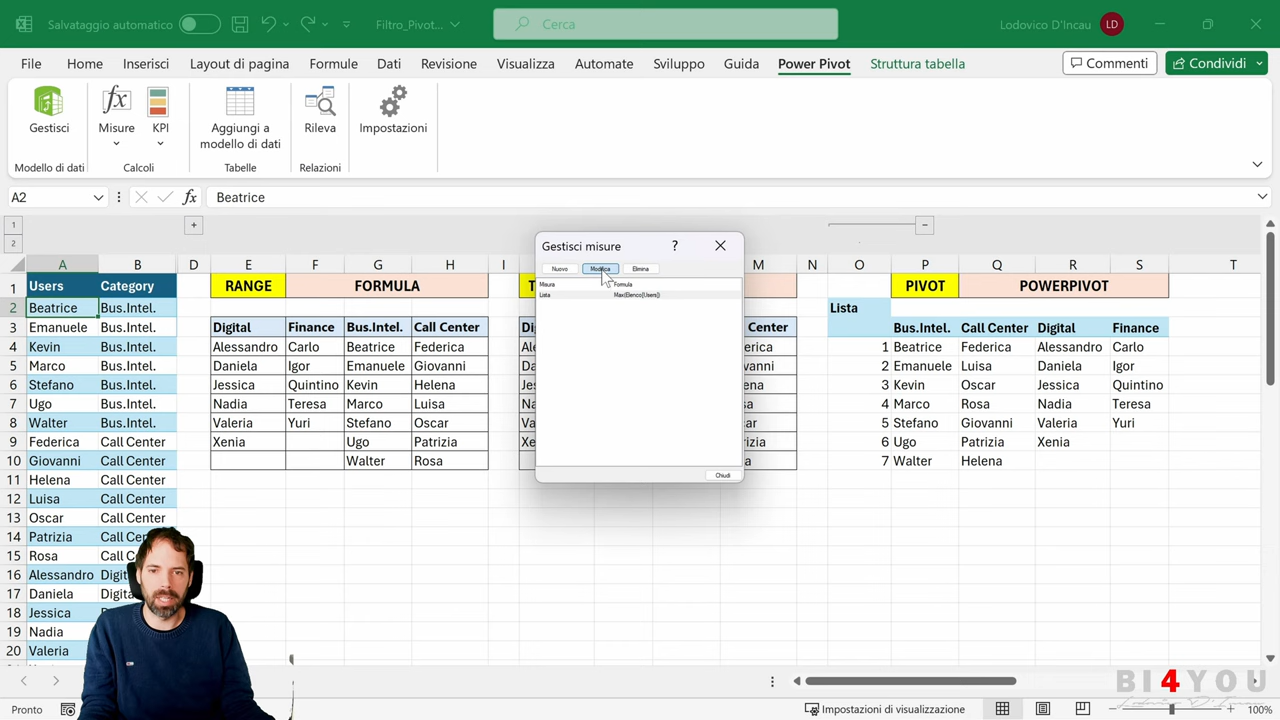 Salvataggio automatico
Filtro_Pivot...
Cerca
Lodovico D'Incau
LD
File Home Inserisci Layout di pagina Formule Dati Revisione Visualizza Automate Sviluppo Guida Power Pivot Struttura tabella
Commenti
Condividi
Gestisci Misure KPI Aggiungi a modello di dati Rileva Impostazioni
Modello di dati Calcoli Tabelle Relazioni
A2 fx Beatrice
1
2
Gestisci misure ?
Nuovo Modifica Elimina
Misura Formula
Lista Max(Elenco[Users])
Chiudi
A B D E F G H I M N O P Q R S T
1 Users Category RANGE FORMULA PIVOT POWERPIVOT
2 Beatrice Bus.Intel. Lista
3 Emanuele Bus.Intel. Digital Finance Bus.Intel. Call Center Center Bus.Intel. Call Center Digital Finance
4 Kevin Bus.Intel. Alessandro Carlo Beatrice Federica 1 Beatrice Federica Alessandro Carlo
5 Marco Bus.Intel. Daniela Igor Emanuele Giovanni 2 Emanuele Luisa Daniela Igor
6 Stefano Bus.Intel. Jessica Quintino Kevin Helena 3 Kevin Oscar Jessica Quintino
7 Ugo Bus.Intel. Nadia Teresa Marco Luisa 4 Marco Rosa Nadia Teresa
8 Walter Bus.Intel. Valeria Yuri Stefano Oscar 5 Stefano Giovanni Valeria Yuri
9 Federica Call Center Xenia Ugo Patrizia 6 Ugo Patrizia Xenia
10 Giovanni Call Center Walter Rosa 7 Walter Helena
11 Helena Call Center
12 Luisa Call Center
13 Oscar Call Center
14 Patrizia Call Cen
15 Rosa Call C
16 Alessandro Digit
17 Daniela Digita
18 Jessica Digita
19 Nadia
20 Valeria
BI4YOU
Pronto
Impostazioni di visualizzazione
100%